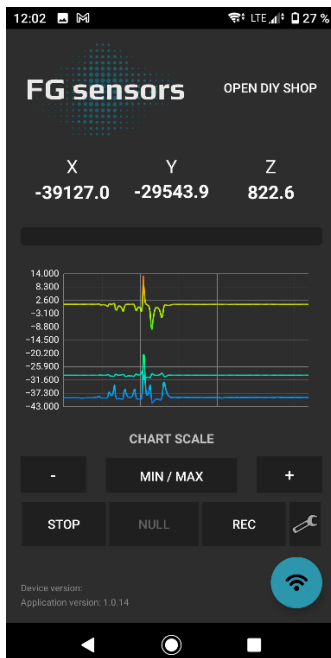 12:02 LTE 27 %
FG sensors
OPEN DIY SHOP
X Y Z
-39127.0 -29543.9 822.6
14.000
8.300
2.600
-3.100
-8.800
-14.500
-20.200
-25.900
-31.600
-37.300
-43.000
CHART SCALE
- MIN / MAX +
STOP NULL REC
Device version:
Application version: 1.0.14